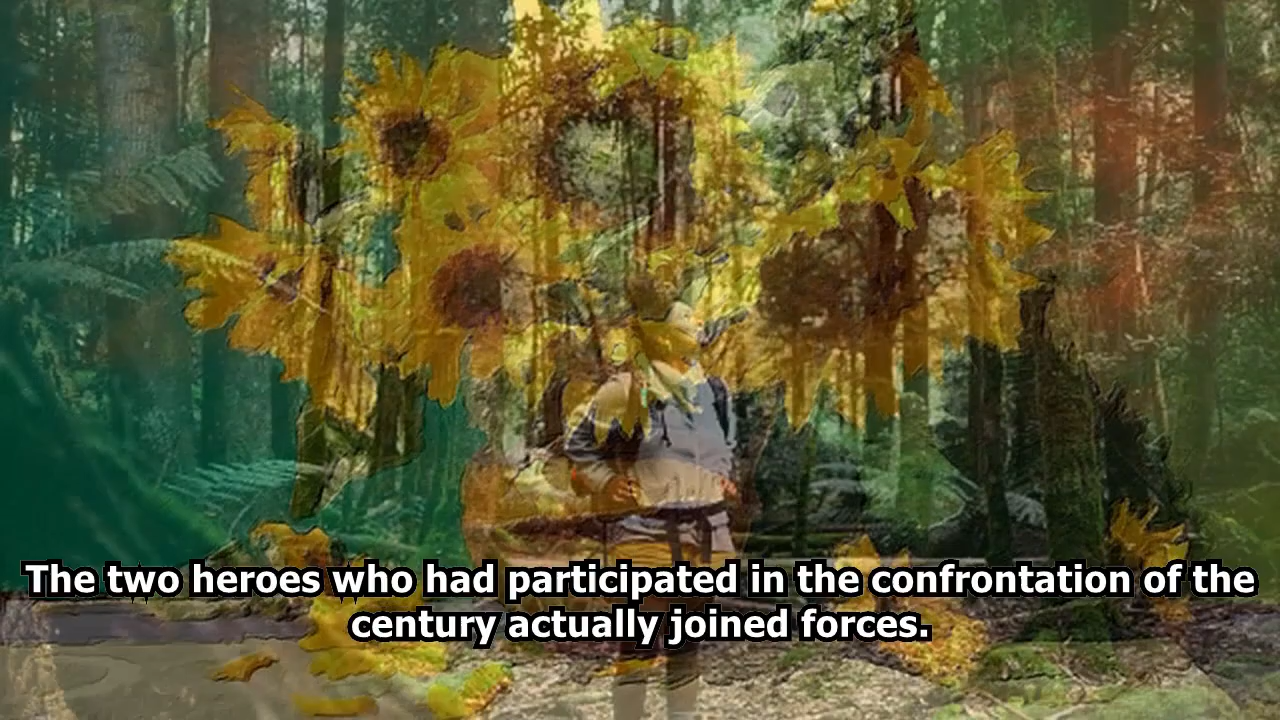 The two heroes who had participated in the confrontation of the
century actually joined forces.